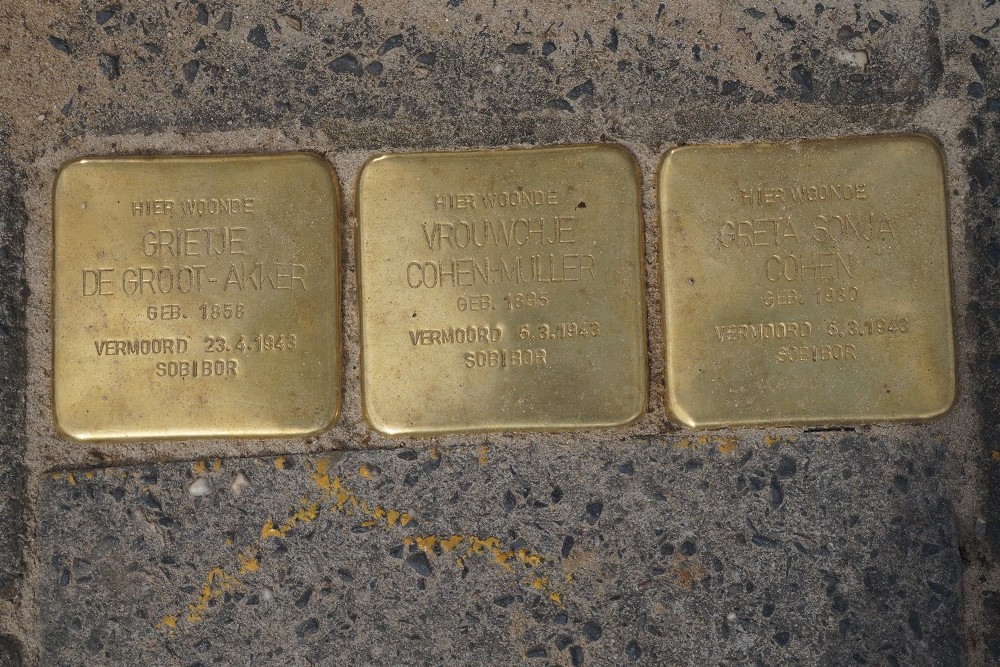 HIER WOONDE
GRIETJE
DE GROOT-AKKER
GEB. 1858
VERMOORD 23.4.1943
SOBIBOR
HIER WOONDE
VROUWCHJE
COHEN-MULLER
GEB. 1895
VERMOORD 5.3.1943
SOBIBOR
HIER WOONDE
GRETA SONJA
COHEN
GEB. 1930
VERMOORD 5.3.1943
SOBIBOR